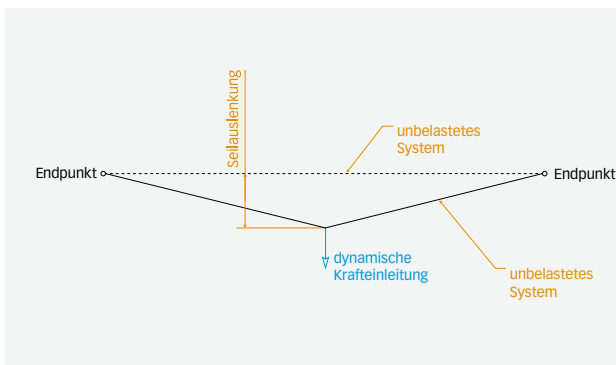 Seilauslenkung
unbelastetes
System
Endpunkt
Endpunkt
dynamische
Krafteinleitung
unbelastetes
System